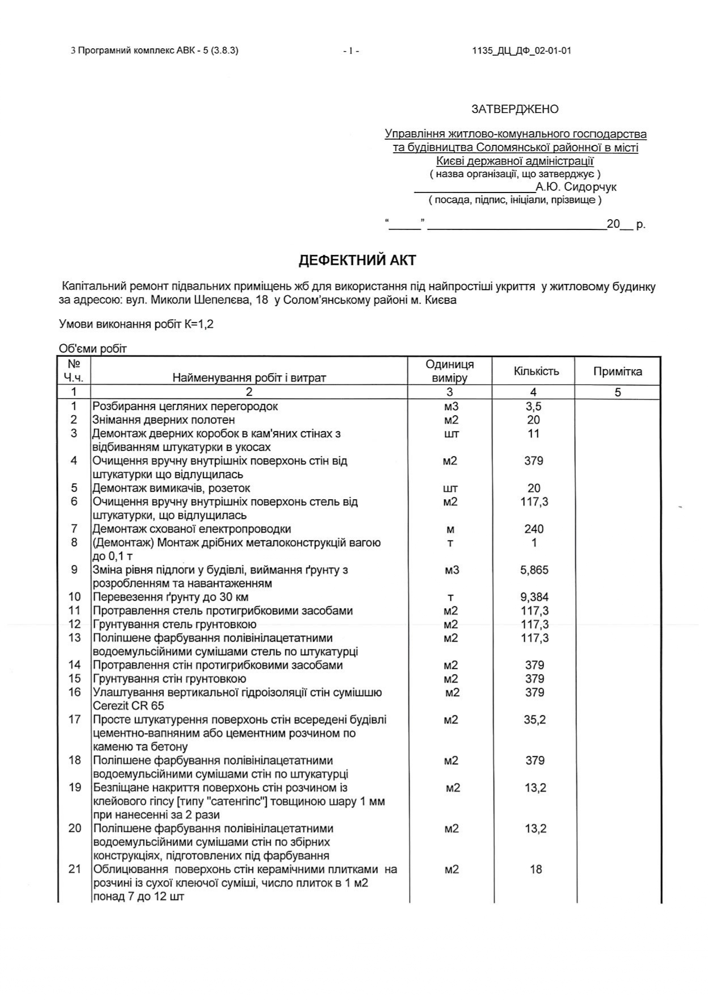 3 Програмний комплекс АВК - 5 (3.8.3) - 1 - 1135_ДЦ_ДФ_02-01-01
ЗАТВЕРДЖЕНО
Управління житлово-комунального господарства
та будівництва Соломянської районної в місті
Києві державної адміністрації
( назва організації, що затверджує )
____________________А.Ю. Сидорчук
( посада, підпис, ініціали, прізвище )
“_____” ______________________________20__ р.
ДЕФЕКТНИЙ АКТ
Капітальний ремонт підвальних приміщень жб для використання під найпростіші укриття у житловому будинку
за адресою: вул. Миколи Шепелєва, 18 у Солом'янському районі м. Києва
Умови виконання робіт К=1,2
Об'єми робіт
№ Ч.ч. Найменування робіт і витрат Одиниця виміру Кількість Примітка
1 2 3 4 5
1 Розбирання цегляних перегородок м3 3,5
2 Знімання дверних полотен м2 20
3 Демонтаж дверних коробок в кам'яних стінах з шт 11
відбиванням штукатурки в укосах
4 Очищення вручну внутрішніх поверхонь стін від м2 379
штукатурки що відлущилась
5 Демонтаж вимикачів, розеток шт 20
6 Очищення вручну внутрішніх поверхонь стель від м2 117,3
штукатурки, що відлущилась
7 Демонтаж схованої електропроводки м 240
8 (Демонтаж) Монтаж дрібних металоконструкцій вагою т 1
до 0,1 т
9 Зміна рівня підлоги у будівлі, виймання ґрунту з м3 5,865
розробленням та навантаженням
10 Перевезення ґрунту до 30 км т 9,384
11 Протравлення стель протигрибковими засобами м2 117,3
12 Грунтування стель грунтовкою м2 117,3
13 Поліпшене фарбування полівінілацетатними м2 117,3
водоемульсійними сумішами стель по штукатурці
14 Протравлення стін протигрибковими засобами м2 379
15 Грунтування стін грунтовкою м2 379
16 Улаштування вертикальної гідроізоляції стін сумішшю м2 379
Cerezit CR 65
17 Просте штукатурення поверхонь стін всередені будівлі м2 35,2
цементно-вапняним або цементним розчином по
каменю та бетону
18 Поліпшене фарбування полівінілацетатними м2 379
водоемульсійними сумішами стін по штукатурці
19 Безпіщане накриття поверхонь стін розчином із м2 13,2
клейового гіпсу [типу "сатенгіпс"] товщиною шару 1 мм
при нанесенні за 2 рази
20 Поліпшене фарбування полівінілацетатними м2 13,2
водоемульсійними сумішами стін по збірних
конструкціях, підготовлених під фарбування
21 Облицювання поверхонь стін керамічними плитками на м2 18
розчині із сухої клеючої суміші, число плиток в 1 м2
понад 7 до 12 шт